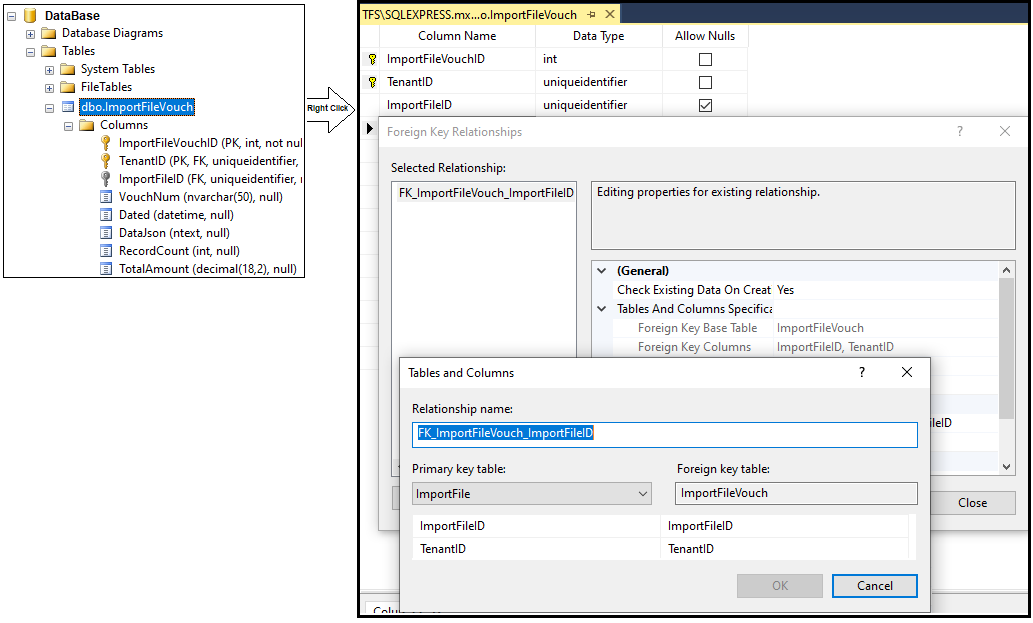 DataBase
Database Diagrams
Tables
System Tables
FileTables
dbo.ImportFileVouch
Columns
ImportFileVouchID (PK, int, not nul
TenantID (PK, FK, uniqueidentifier,
ImportFileID (FK, uniqueidentifier,
VouchNum (nvarchar(50), null)
Dated (datetime, null)
DataJson (ntext, null)
RecordCount (int, null)
TotalAmount (decimal(18,2), null)
Right Click
TFS\SQLEXPRESS.mx...o.ImportFileVouch
Column Name Data Type Allow Nulls
ImportFileVouchID int
TenantID uniqueidentifier
ImportFileID uniqueidentifier
Foreign Key Relationships ?
Selected Relationship:
FK_ImportFileVouch_ImportFileID
Editing properties for existing relationship.
(General)
Check Existing Data On Creat Yes
Tables And Columns Specifica
Foreign Key Base Table ImportFileVouch
Foreign Key Columns ImportFileID, TenantID
ileID
Close
Tables and Columns ?
Relationship name:
FK_ImportFileVouch_ImportFileID
Primary key table: Foreign key table:
ImportFile ImportFileVouch
ImportFileID ImportFileID
TenantID TenantID
OK Cancel